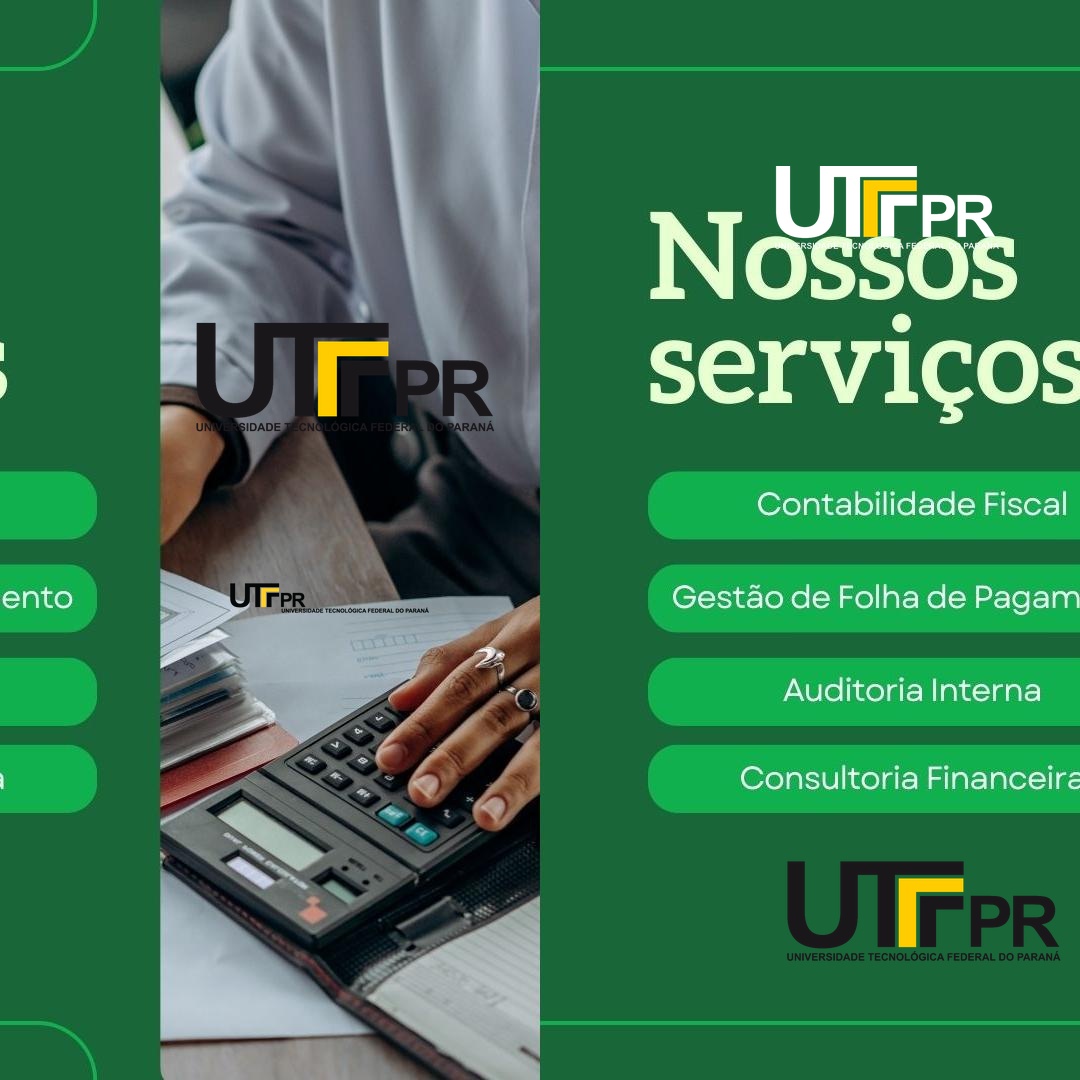 s
ento
a
UTFPR
UNIVERSIDADE TECNOLÓGICA FEDERAL DO PARANÁ
UTFPR
UNIVERSIDADE TECNOLÓGICA FEDERAL DO PARANÁ
UTFPR
UNIVERSIDADE TECNOLÓGICA FEDERAL DO PARANÁ
Nossos
serviços
Contabilidade Fiscal
Gestão de Folha de Pagam
Auditoria Interna
Consultoria Financeira
UTFPR
UNIVERSIDADE TECNOLÓGICA FEDERAL DO PARANÁ